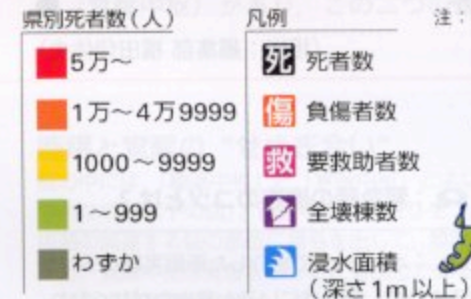 県別死者数(人)
5万〜
1万〜4万9999
1000〜9999
1〜999
わずか
凡例
死 死者数
傷 負傷者数
救 要救助者数
全壊棟数
浸水面積
(深さ1m以上)
注: